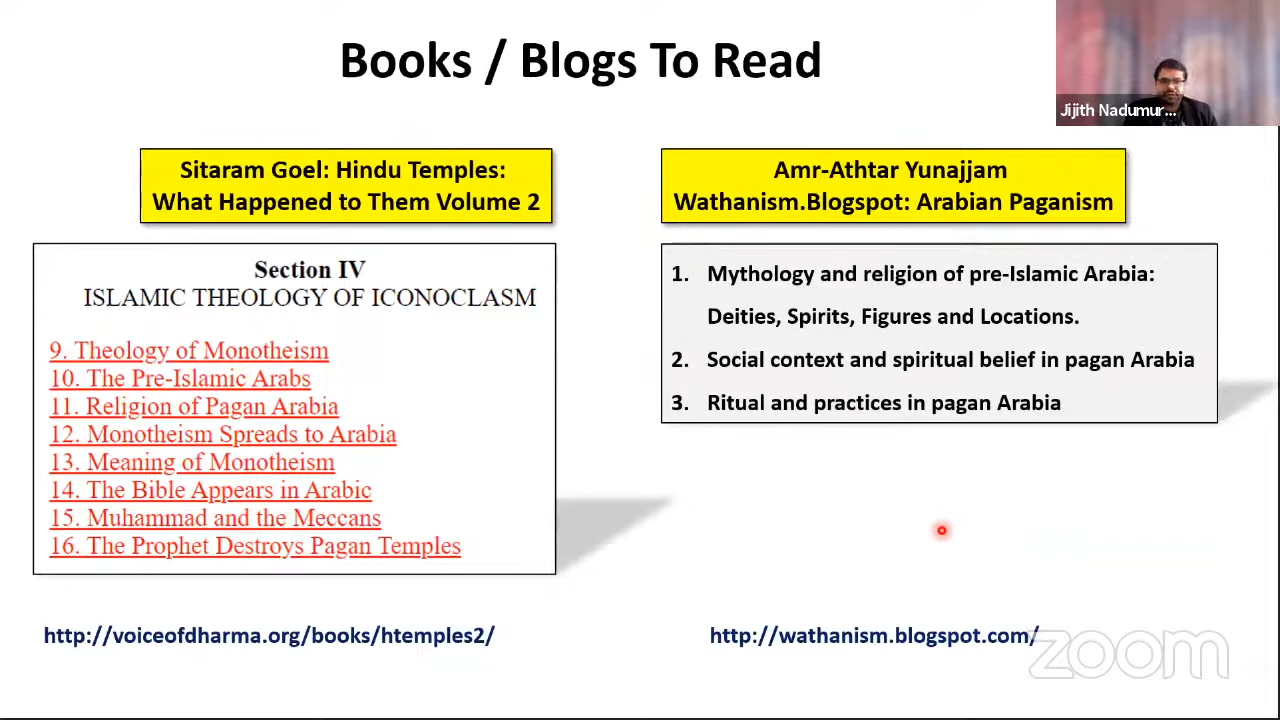 Books / Blogs To Read
Jijith Nadumur...
Sitaram Goel: Hindu Temples:
What Happened to Them Volume 2
Section IV
ISLAMIC THEOLOGY OF ICONOCLASM
9. Theology of Monotheism
10. The Pre-Islamic Arabs
11. Religion of Pagan Arabia
12. Monotheism Spreads to Arabia
13. Meaning of Monotheism
14. The Bible Appears in Arabic
15. Muhammad and the Meccans
16. The Prophet Destroys Pagan Temples
http://voiceofdharma.org/books/htemples2/
Amr-Athtar Yunajjam
Wathanism.Blogspot: Arabian Paganism
1. Mythology and religion of pre-Islamic Arabia:
Deities, Spirits, Figures and Locations.
2. Social context and spiritual belief in pagan Arabia
3. Ritual and practices in pagan Arabia
http://wathanism.blogspot.com/
zoom